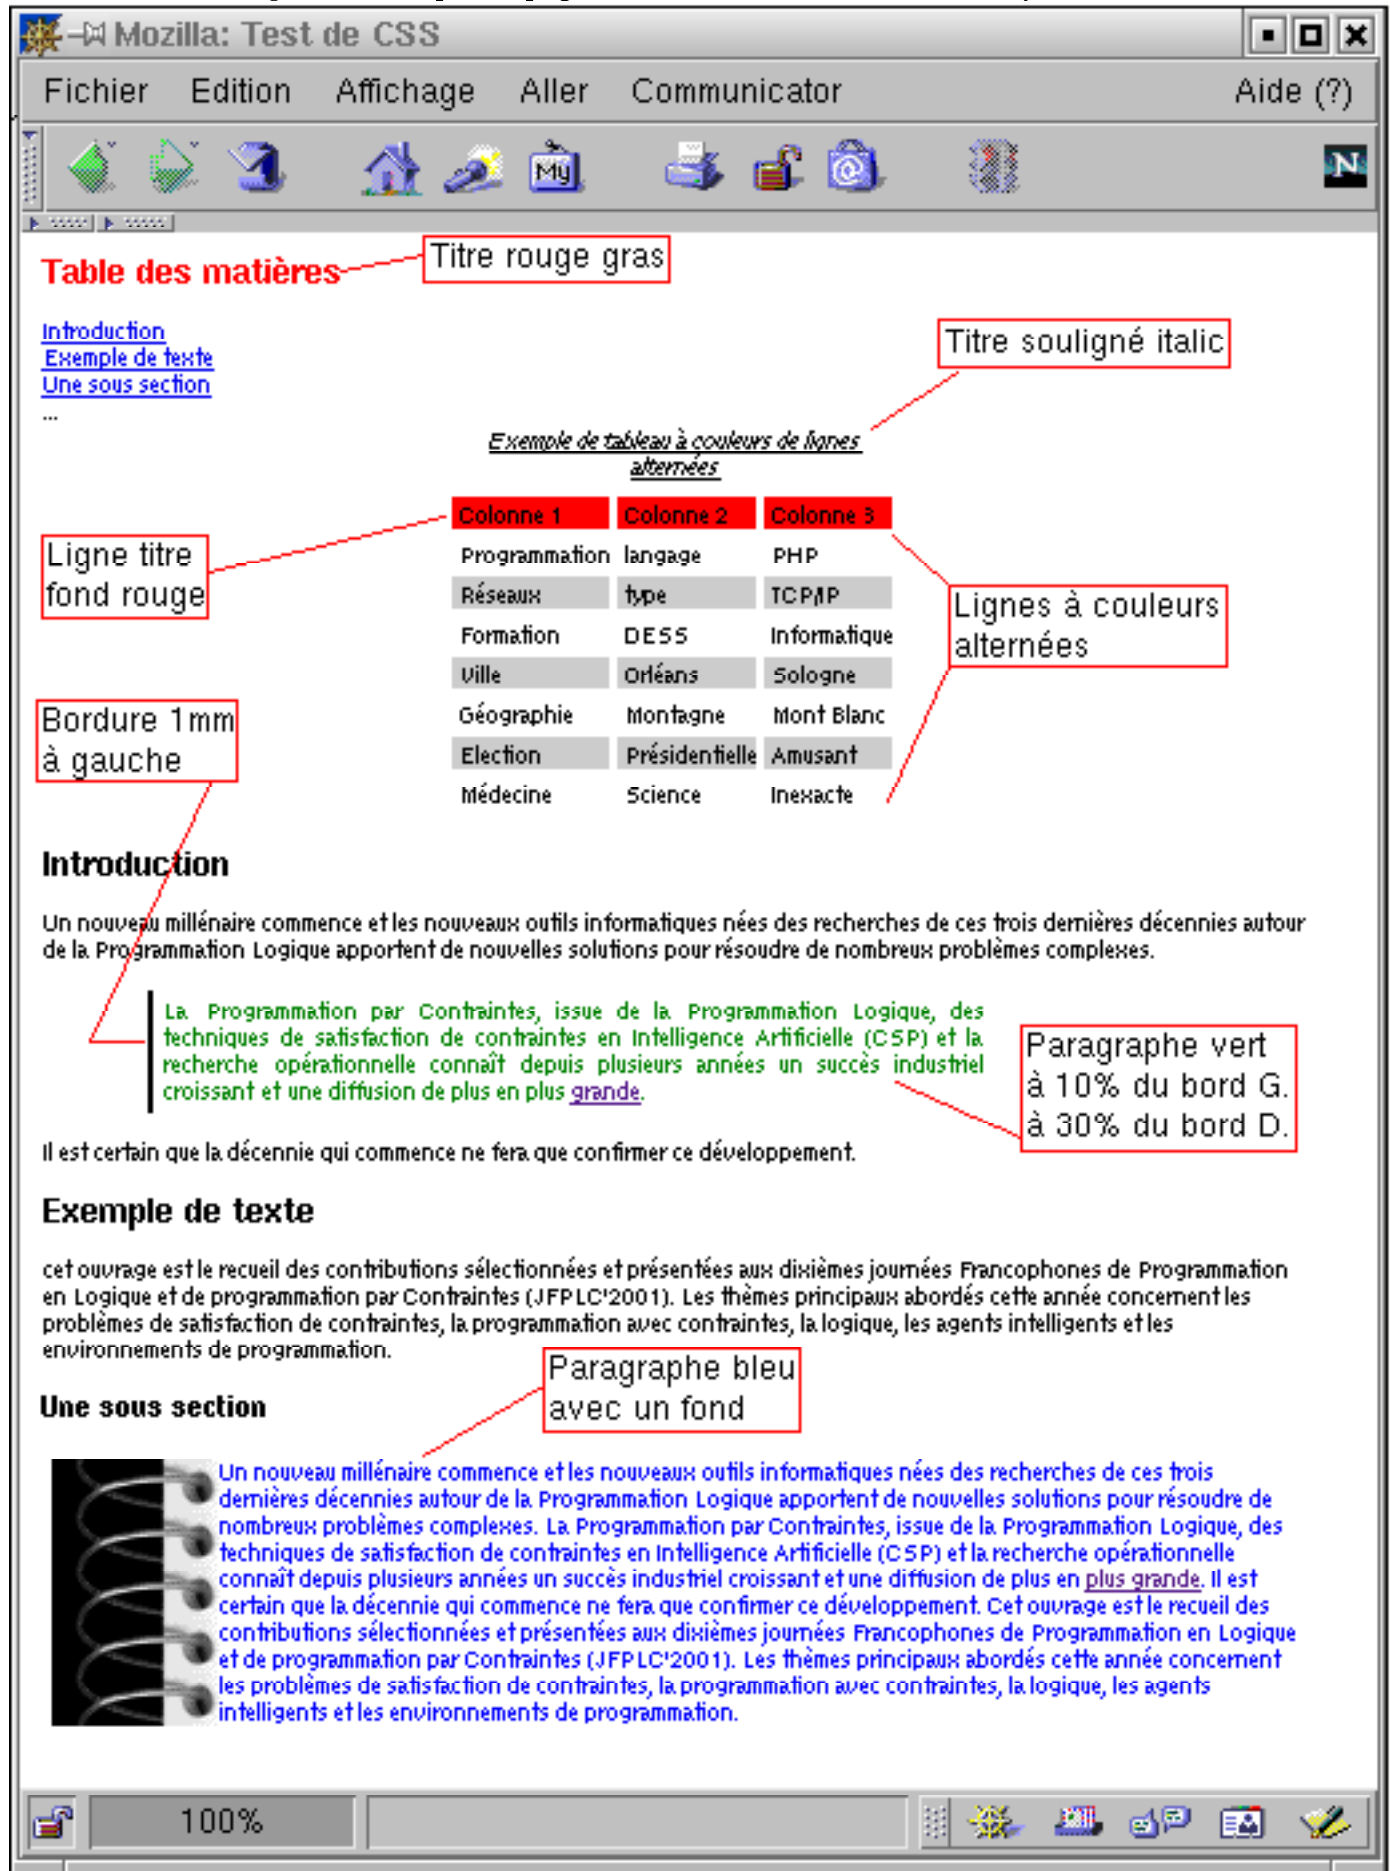 Mozilla: Test de CSS
Fichier Edition Affichage Aller Communicator Aide (?)
My
N
Table des matières
Titre rouge gras
Introduction
Exemple de texte
Une sous section
...
Titre souligné italic
Exemple de tableau à couleurs de lignes
alternées
Colonne 1 Colonne 2 Colonne 3
Programmation langage PHP
Réseaux type TCP/IP
Formation DESS Informatique
Ville Orléans Sologne
Géographie Montagne Mont Blanc
Election Présidentielle Amusant
Médecine Science Inexacte
Ligne titre
fond rouge
Lignes à couleurs
alternées
Bordure 1mm
à gauche
Introduction
Un nouveau millénaire commence et les nouveaux outils informatiques nées des recherches de ces trois dernières décennies autour
de la Programmation Logique apportent de nouvelles solutions pour résoudre de nombreux problèmes complexes.
La Programmation par Contraintes, issue de la Programmation Logique, des
techniques de satisfaction de contraintes en Intelligence Artificielle (CSP) et la
recherche opérationnelle connaît depuis plusieurs années un succès industriel
croissant et une diffusion de plus en plus grande.
Paragraphe vert
à 10% du bord G.
à 30% du bord D.
Il est certain que la décennie qui commence ne fera que confirmer ce développement.
Exemple de texte
cet ouvrage est le recueil des contributions sélectionnées et présentées aux dixièmes journées Francophones de Programmation
en Logique et de programmation par Contraintes (JFPLC'2001). Les thèmes principaux abordés cette année concernent les
problèmes de satisfaction de contraintes, la programmation avec contraintes, la logique, les agents intelligents et les
environnements de programmation.
Paragraphe bleu
avec un fond
Une sous section
Un nouveau millénaire commence et les nouveaux outils informatiques nées des recherches de ces trois
dernières décennies autour de la Programmation Logique apportent de nouvelles solutions pour résoudre de
nombreux problèmes complexes. La Programmation par Contraintes, issue de la Programmation Logique, des
techniques de satisfaction de contraintes en Intelligence Artificielle (CSP) et la recherche opérationnelle
connaît depuis plusieurs années un succès industriel croissant et une diffusion de plus en plus grande. Il est
certain que la décennie qui commence ne fera que confirmer ce développement. Cet ouvrage est le recueil des
contributions sélectionnées et présentées aux dixièmes journées Francophones de Programmation en Logique
et de programmation par Contraintes (JFPLC'2001). Les thèmes principaux abordés cette année concernent
les problèmes de satisfaction de contraintes, la programmation avec contraintes, la logique, les agents
intelligents et les environnements de programmation.
100%